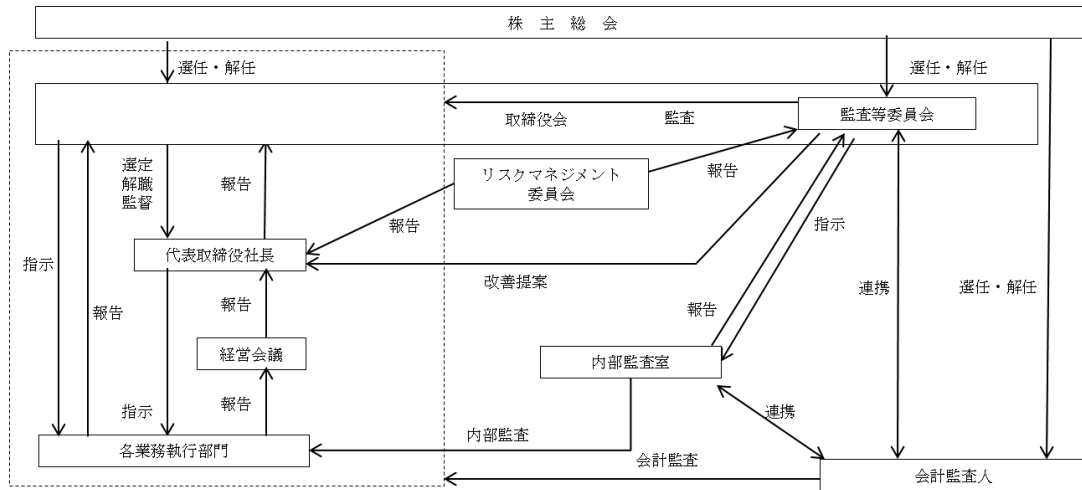 株 主 総 会
選任・解任
選任・解任
取締役会
監査
監査等委員会
選定
解職
監督
報告
リスクマネジメント
委員会
報告
報告
指示
代表取締役社長
指示
改善提案
連携
選任・解任
報告
報告
報告
経営会議
内部監査室
指示
報告
連携
内部監査
各業務執行部門
会計監査
会計監査人